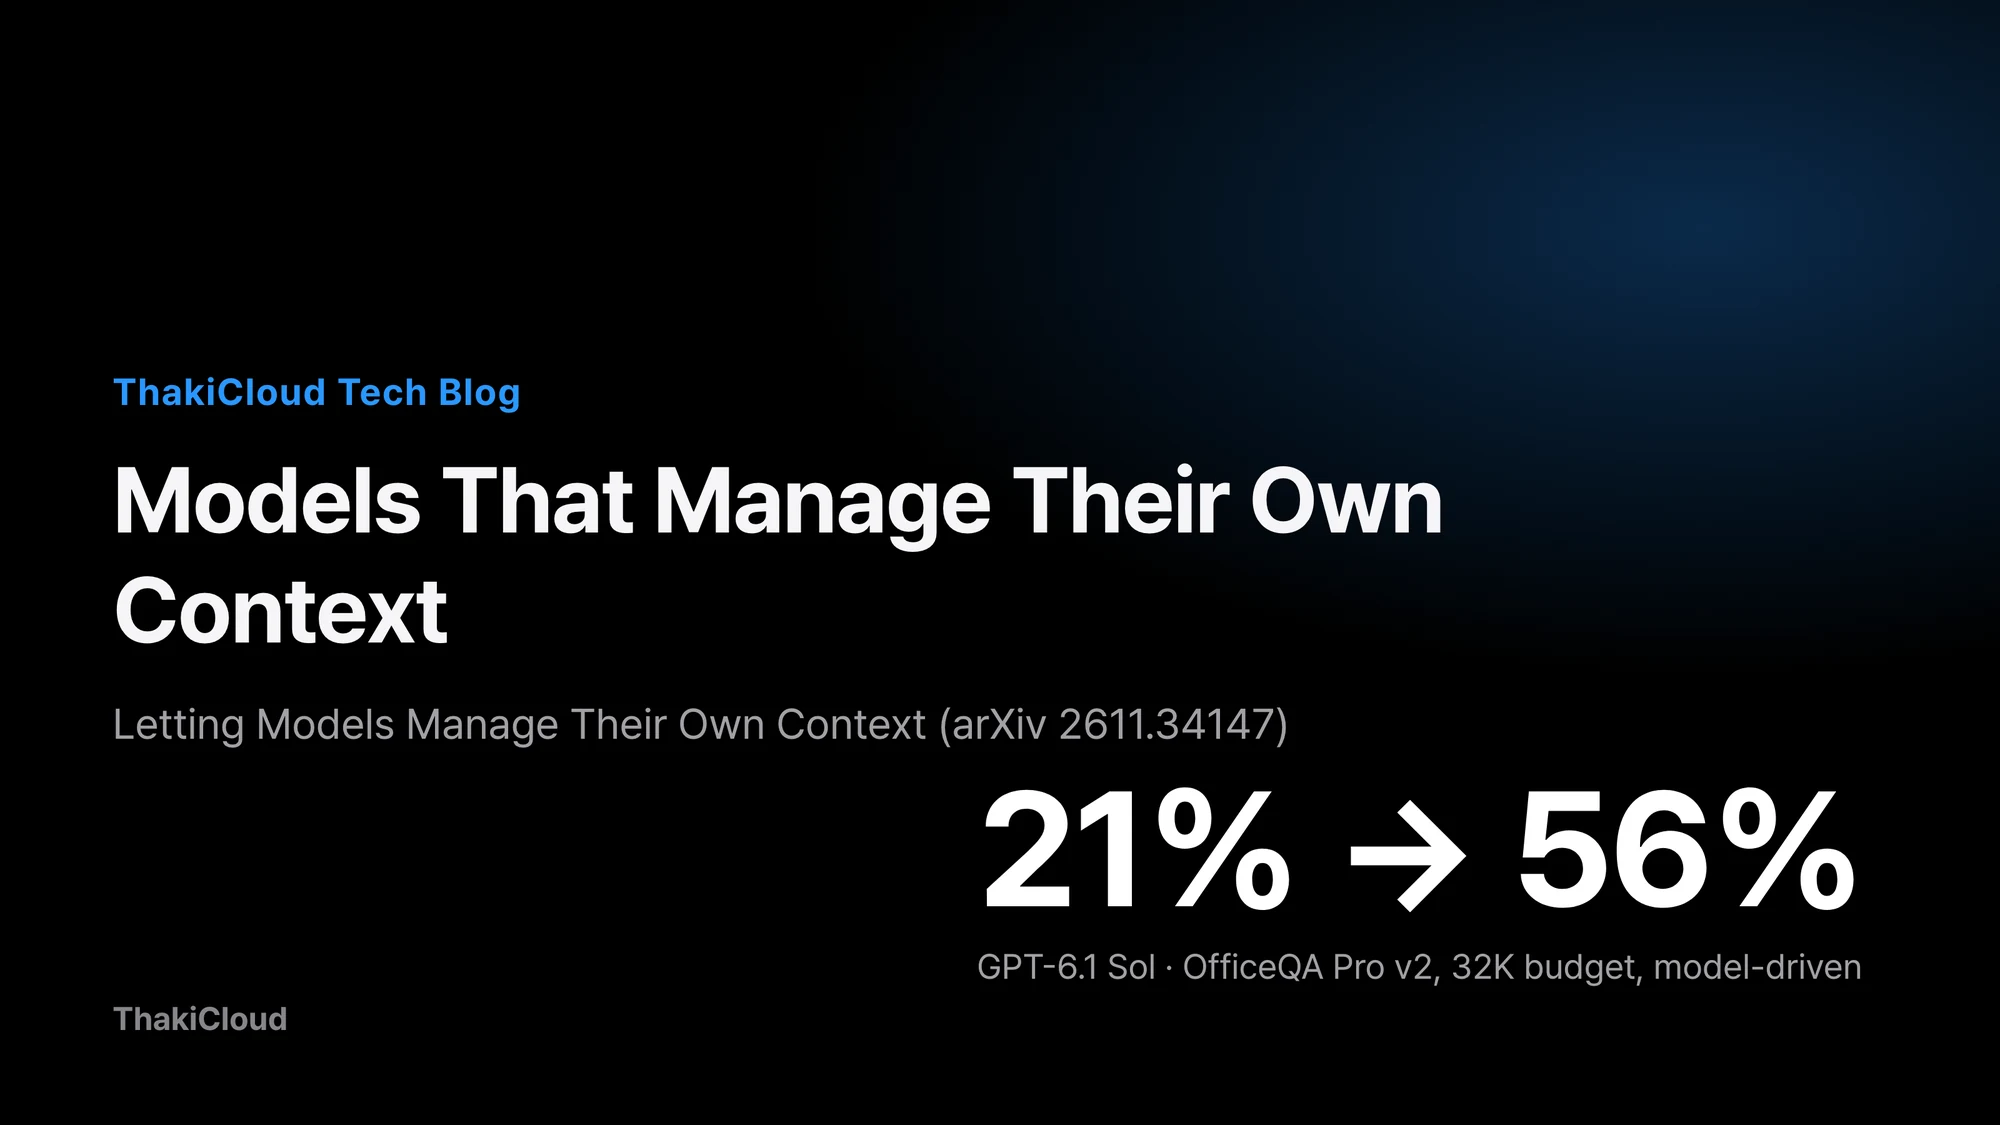 ThakiCloud Tech Blog
Models That Manage Their Own
Context
Letting Models Manage Their Own Context (arXiv 2611.34147)
21% → 56%
GPT-6.1 Sol · OfficeQA Pro v2, 32K budget, model-driven
ThakiCloud